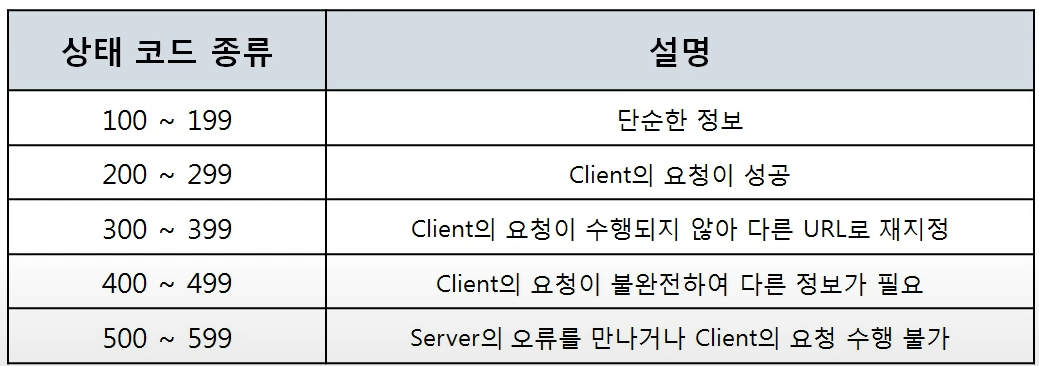 상태 코드 종류 설명
100 ~ 199 단순한 정보
200 ~ 299 Client의 요청이 성공
300 ~ 399 Client의 요청이 수행되지 않아 다른 URL로 재지정
400 ~ 499 Client의 요청이 불완전하여 다른 정보가 필요
500 ~ 599 Server의 오류를 만나거나 Client의 요청 수행 불가